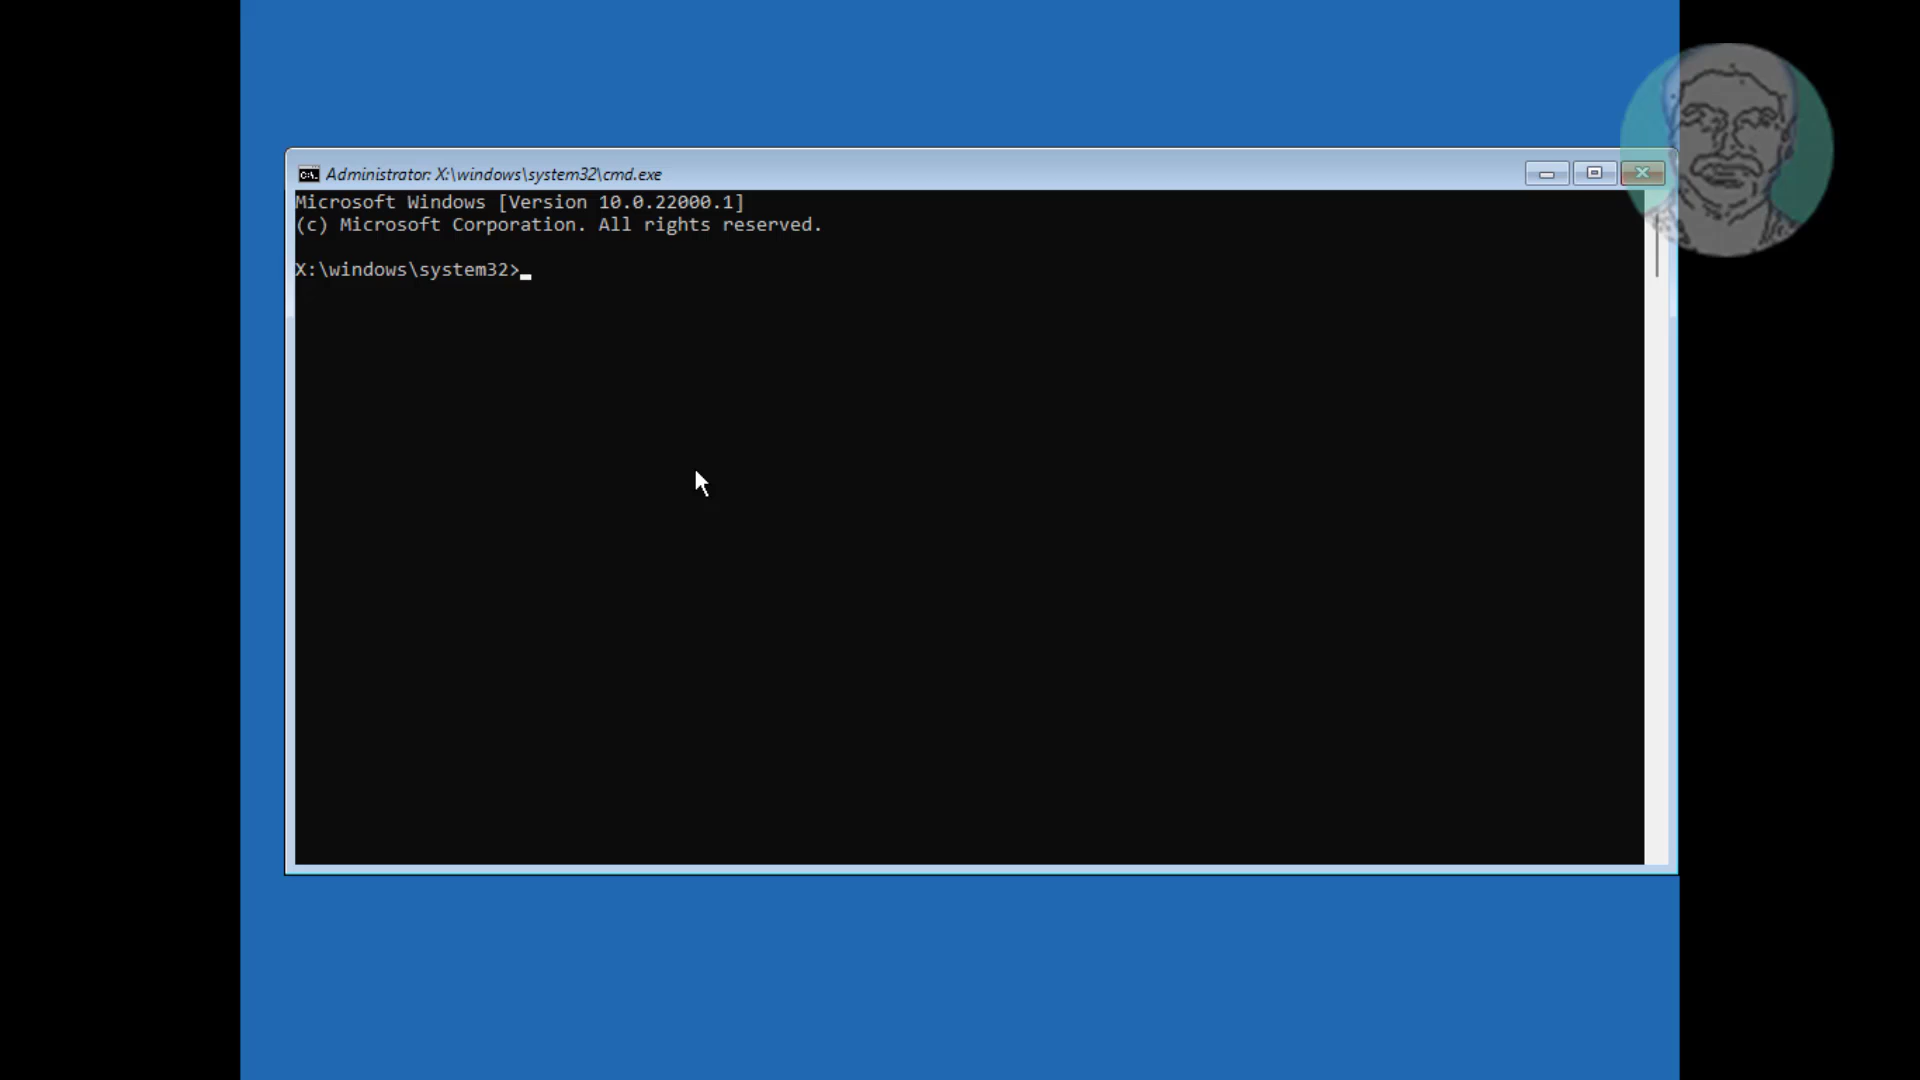 Administrator: X:\windows\system32\cmd.exe
Microsoft Windows [Version 10.0.22000.1]
(c) Microsoft Corporation. All rights reserved.
X:\windows\system32>